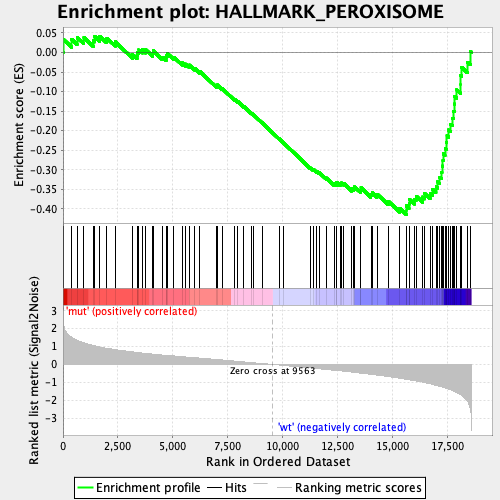 Enrichment plot: HALLMARK_PEROXISOME
Enrichment score (ES)
0.05
0.00
-0.05
-0.10
-0.15
-0.20
-0.25
-0.30
-0.35
-0.40
Ranked list metric (Signal2Noise)
'mut' (positively correlated)
3
2
1
0
-1
-2
-3
Zero cross at 9563
'wt' (negatively correlated)
0 2,500 5,000 7,500 10,000 12,500 15,000 17,500
Rank in Ordered Dataset
Enrichment profile Hits Ranking metric scores